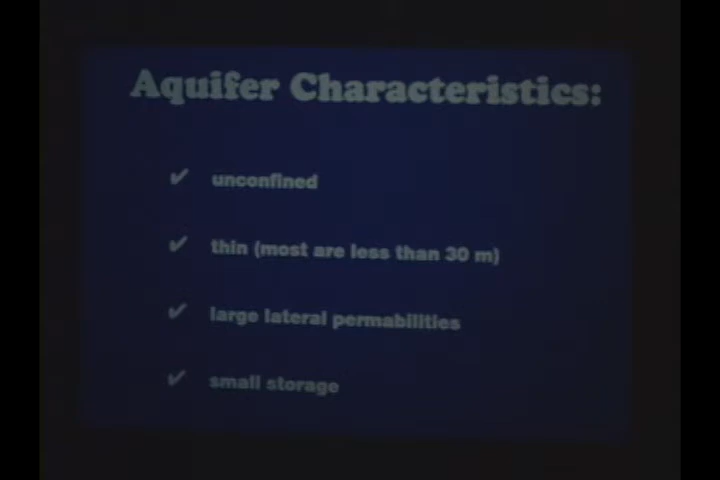 Aquifer Characteristics:
✔ unconfined
✔ thin (most are less than 30 m)
✔ large lateral permabilities
✔ small storage